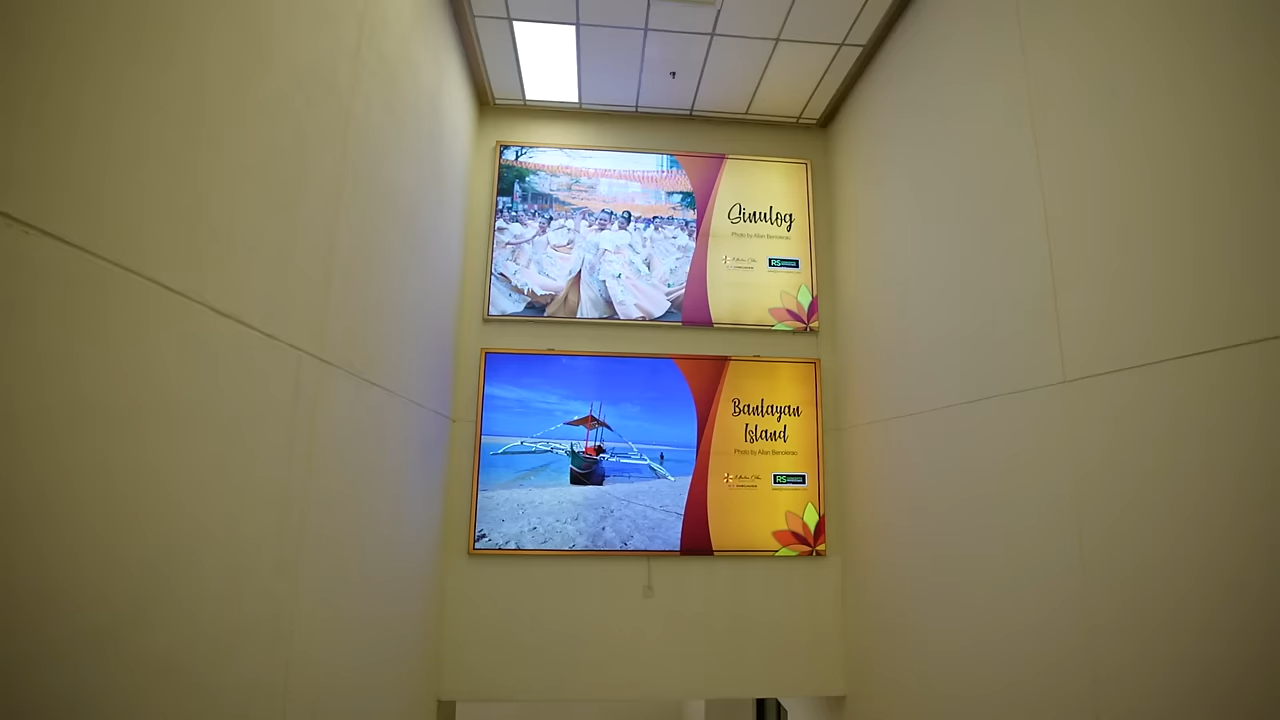 Sinulog
Photo by Allan Benolerao
RS
Bantayan
Island
Photo by Allan Benolerao
RS